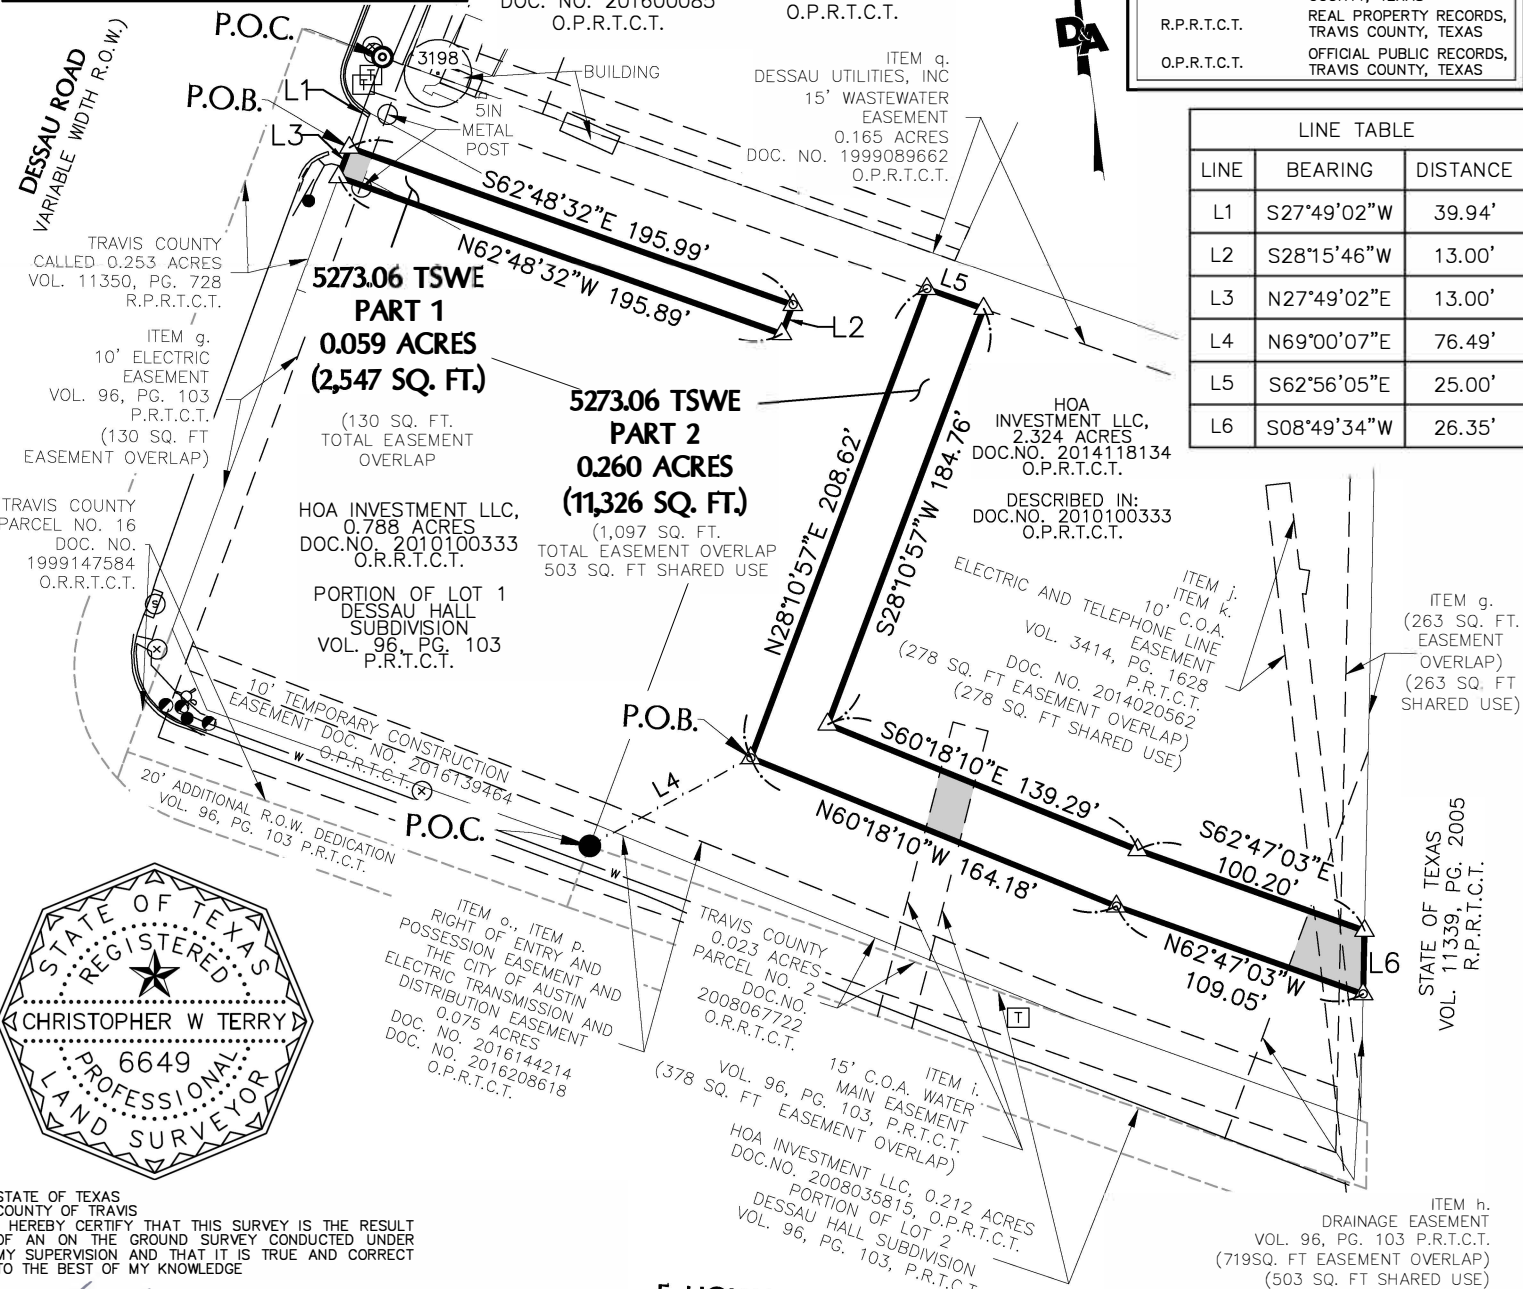 DOC. NO. 201600085
O.P.R.T.C.T.
O.P.R.T.C.T.
R.P.R.T.C.T.
REAL PROPERTY RECORDS,
TRAVIS COUNTY, TEXAS
O.P.R.T.C.T.
OFFICIAL PUBLIC RECORDS,
TRAVIS COUNTY, TEXAS
P.O.C.
3198
BUILDING
DESSAU ROAD
VARIABLE WIDTH R.O.W.)
P.O.B.
L1
L3
T
T
5IN
METAL
POST
ITEM q.
DESSAU UTILITIES, INC
15' WASTEWATER
EASEMENT
0.165 ACRES
DOC. NO. 1999089662
O.P.R.T.C.T.
D&A
LINE TABLE
LINE BEARING DISTANCE
L1 S27°49'02"W 39.94'
L2 S28°15'46"W 13.00'
L3 N27°49'02"E 13.00'
L4 N69°00'07"E 76.49'
L5 S62°56'05"E 25.00'
L6 S08°49'34"W 26.35'
S62°48'32"E 195.99'
N62°48'32"W 195.89'
L2
L5
TRAVIS COUNTY
CALLED 0.253 ACRES
VOL. 11350, PG. 728
R.P.R.T.C.T.
ITEM g.
10' ELECTRIC
EASEMENT
VOL. 96, PG. 103
P.R.T.C.T.
(130 SQ. FT
EASEMENT OVERLAP)
5273.06 TSWE
PART 1
0.059 ACRES
(2,547 SQ. FT.)
(130 SQ. FT.
TOTAL EASEMENT
OVERLAP
5273.06 TSWE
PART 2
0.260 ACRES
(11,326 SQ. FT.)
(1,097 SQ. FT.
TOTAL EASEMENT OVERLAP
503 SQ. FT SHARED USE
HOA
INVESTMENT LLC,
2.324 ACRES
DOC.NO. 2014118134
O.P.R.T.C.T.
DESCRIBED IN:
DOC.NO. 2010100333
O.P.R.T.C.T.
N28°10'57"E 208.62'
S28°10'57"W 184.76'
TRAVIS COUNTY
PARCEL NO. 16
DOC. NO.
1999147584
O.R.R.T.C.T.
HOA INVESTMENT LLC,
0.788 ACRES
DOC.NO. 2010100333
O.R.R.T.C.T.
PORTION OF LOT 1
DESSAU HALL
SUBDIVISION
VOL. 96, PG. 103
P.R.T.C.T.
ITEM j.
ITEM k.
10' C.O.A.
ELECTRIC AND TELEPHONE LINE
EASEMENT
VOL. 3414, PG. 1628
P.R.T.C.T.
DOC. NO. 2014020562
(278 SQ. FT EASEMENT OVERLAP)
(278 SQ. FT SHARED USE)
ITEM g.
(263 SQ. FT.
EASEMENT
OVERLAP)
(263 SQ. FT
SHARED USE)
S
10' TEMPORARY CONSTRUCTION
EASEMENT DOC. NO. 2016139464
O.P.R.T.C.T.
W
20' ADDITIONAL R.O.W. DEDICATION
VOL. 96, PG. 103 P.R.T.C.T.
P.O.B.
L4
P.O.C.
W
S60°18'10"E 139.29'
N60°18'10"W 164.18'
S62°47'03"E
100.20'
N62°47'03"W
109.05'
L6
STATE OF TEXAS
VOL. 11339, PG. 2005
R.P.R.T.C.T.
STATE OF TEXAS
REGISTERED
CHRISTOPHER W TERRY
6649
PROFESSIONAL
LAND SURVEYOR
ITEM o., ITEM p.
RIGHT OF ENTRY AND
POSSESSION EASEMENT AND
THE CITY OF AUSTIN
ELECTRIC TRANSMISSION AND
DISTRIBUTION EASEMENT
0.075 ACRES
DOC. NO. 2016144214
DOC. NO. 2016208618
O.P.R.T.C.T.
TRAVIS COUNTY
0.023 ACRES
PARCEL NO. 2
DOC.NO.
2008067722
O.R.R.T.C.T.
T
ITEM i.
15' C.O.A. WATER
MAIN EASEMENT
VOL. 96, PG. 103, P.R.T.C.T.
(378 SQ. FT EASEMENT OVERLAP)
HOA INVESTMENT LLC, 0.212 ACRES
DOC.NO. 2008035815, O.P.R.T.C.T.
PORTION OF LOT 2
DESSAU HALL SUBDIVISION
VOL. 96, PG. 103, P.R.T.C.T
ITEM h.
DRAINAGE EASEMENT
VOL. 96, PG. 103 P.R.T.C.T.
(719SQ. FT EASEMENT OVERLAP)
(503 SQ. FT SHARED USE)
STATE OF TEXAS
COUNTY OF TRAVIS
HEREBY CERTIFY THAT THIS SURVEY IS THE RESULT
OF AN ON THE GROUND SURVEY CONDUCTED UNDER
MY SUPERVISION AND THAT IT IS TRUE AND CORRECT
TO THE BEST OF MY KNOWLEDGE